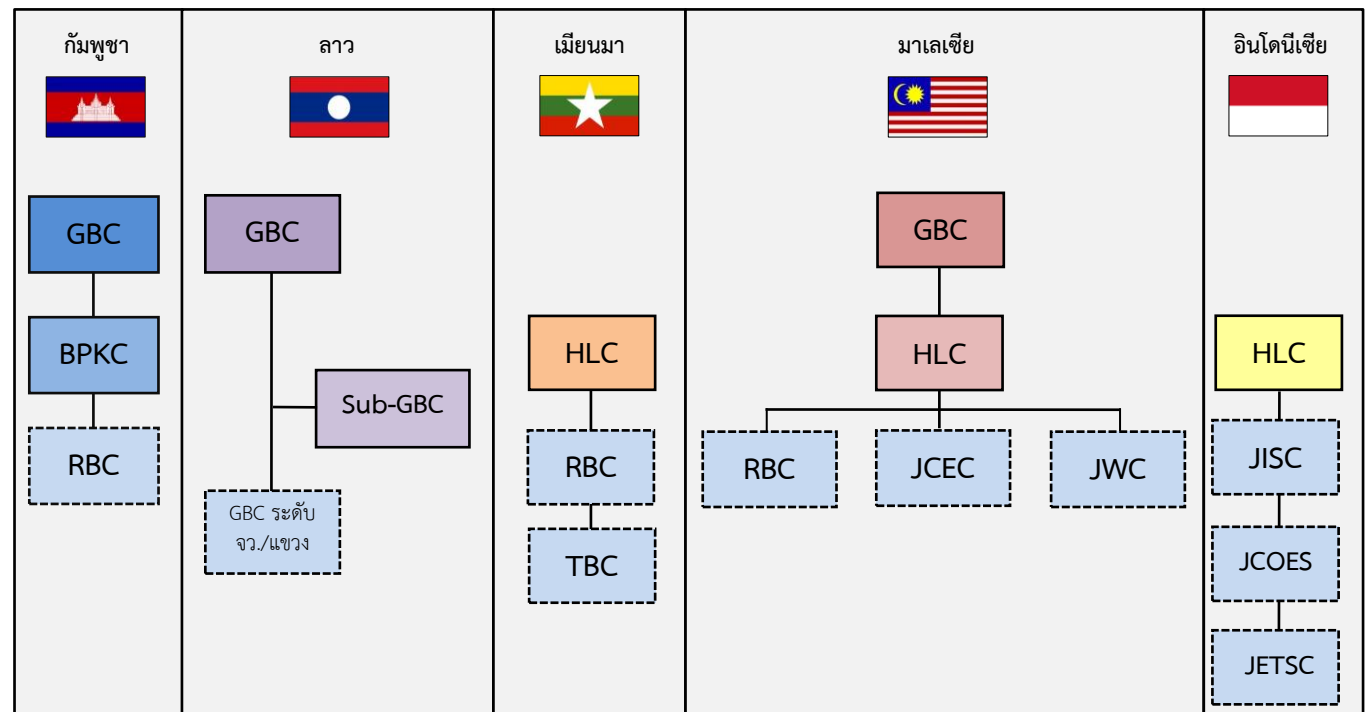 กัมพูชา
ลาว
เมียนมา
มาเลเซีย
อินโดนีเซีย
GBC
BPKC
RBC
GBC
Sub-GBC
GBC ระดับ
จว./แขวง
HLC
RBC
TBC
GBC
HLC
RBC
JCEC
JWC
HLC
JISC
JCOES
JETSC